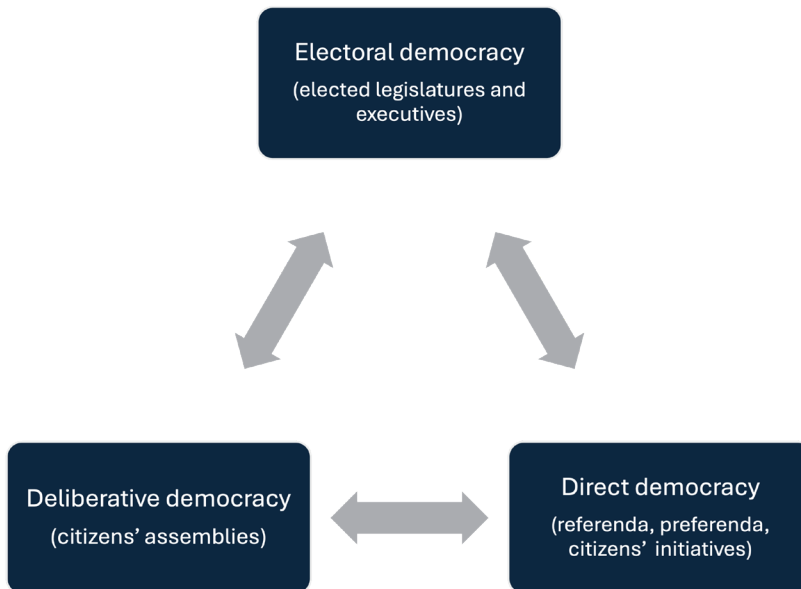 Electoral democracy
(elected legislatures and
executives)
Deliberative democracy
(citizens’ assemblies)
Direct democracy
(referenda, preferenda,
citizens’ initiatives)